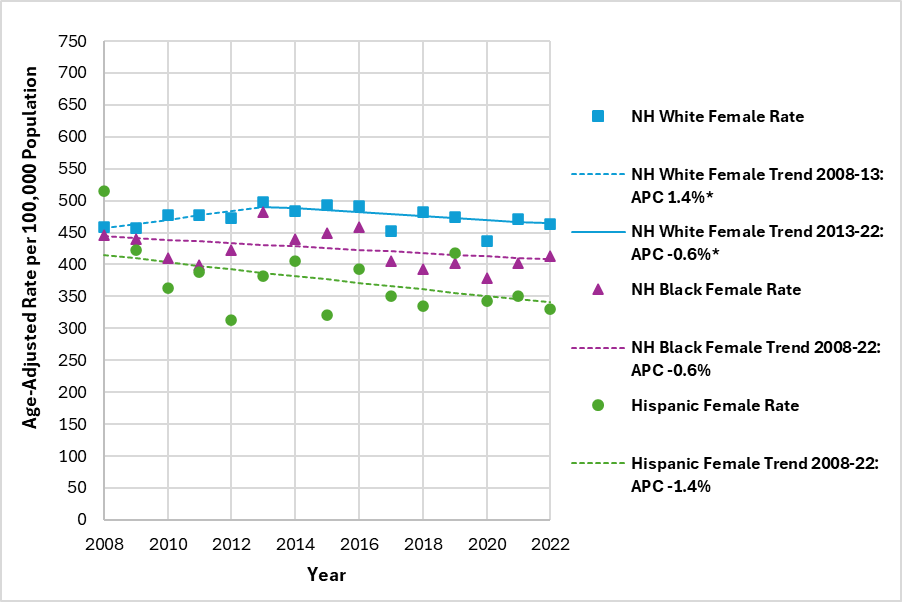 Age-Adjusted Rate per 100,000 Population
750
700
650
600
550
500
450
400
350
300
250
200
150
100
50
0
2008 2010 2012 2014 2016 2018 2020 2022
Year
NH White Female Rate
NH White Female Trend 2008-13:
APC 1.4%*
NH White Female Trend 2013-22:
APC -0.6%*
NH Black Female Rate
NH Black Female Trend 2008-22:
APC -0.6%
Hispanic Female Rate
Hispanic Female Trend 2008-22:
APC -1.4%